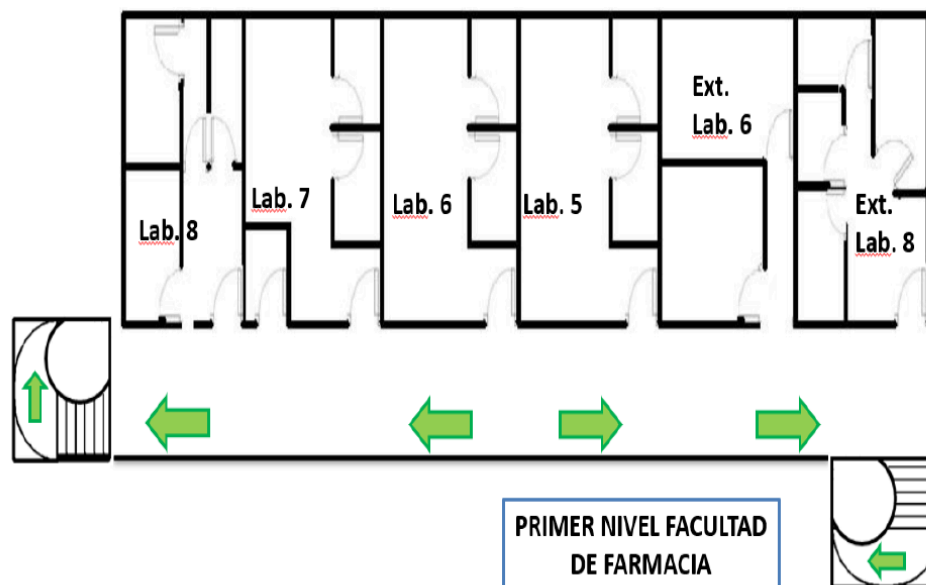 Ext.
Lab. 6
Lab. 7
Lab. 6
Lab. 5
Lab. 8
Ext.
Lab. 8
PRIMER NIVEL FACULTAD
DE FARMACIA